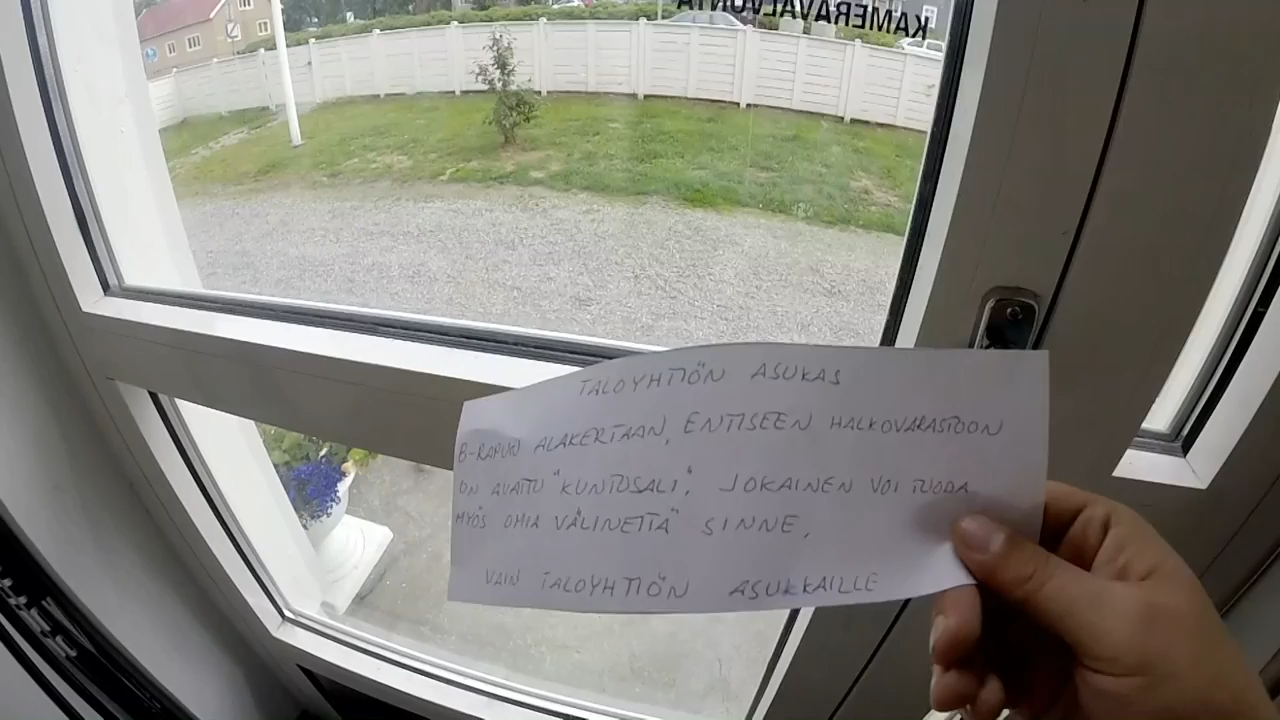 KAMERAVALVONTA
TALOYHTIÖN ASUKAS
B-RAPUN ALAKERTAAN, ENTISEEN HALKOVARASTOON
ON AVATTU "KUNTOSALI". JOKAINEN VOI TUODA
MYÖS OMIA VÄLINEITÄ SINNE.
VAIN TALOYHTIÖN ASUKKAILLE